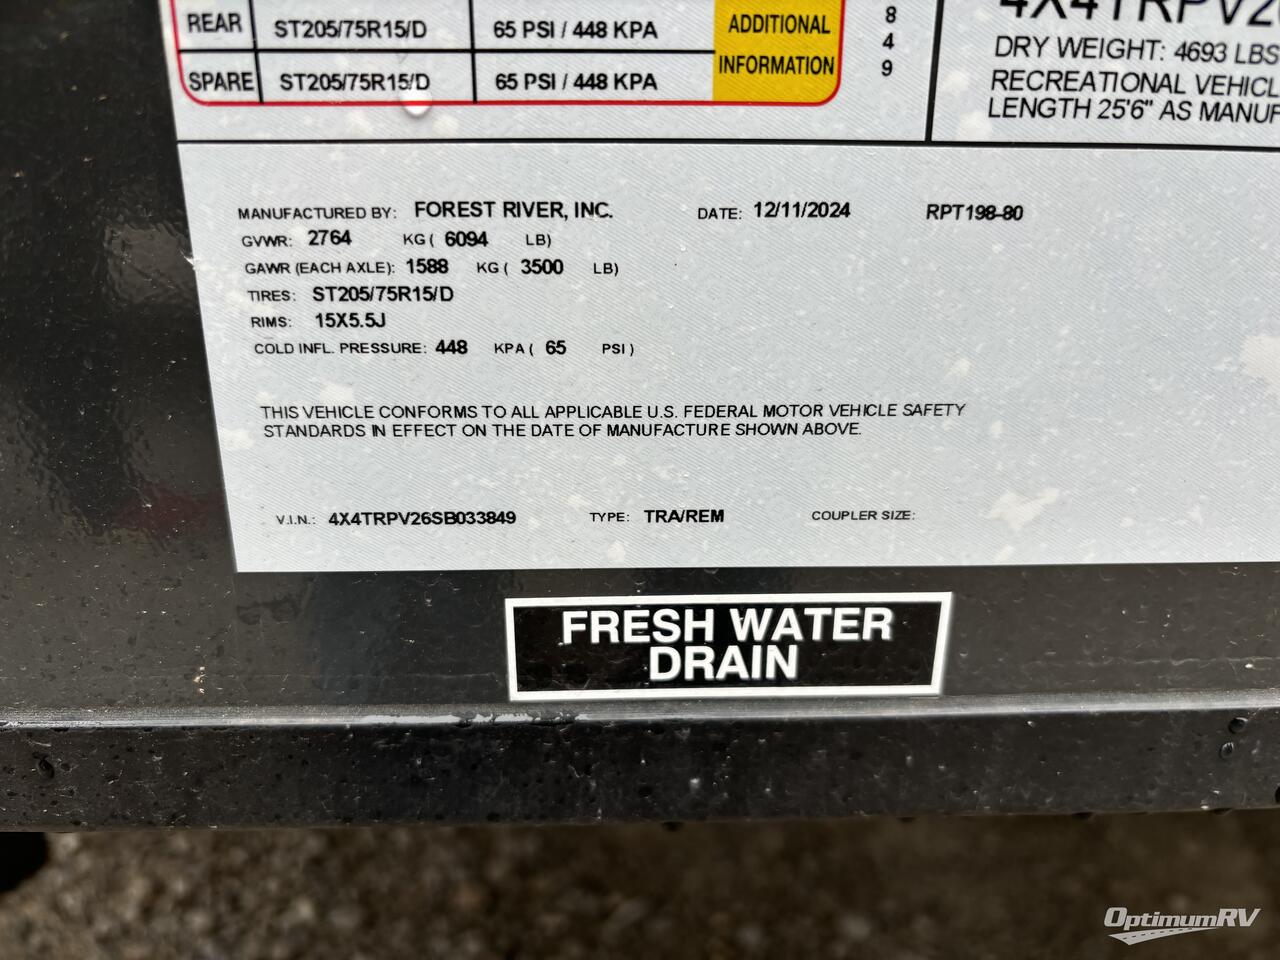 REAR ST205/75R15/D 65 PSI / 448 KPA
SPARE ST205/75R15/D 65 PSI / 448 KPA
ADDITIONAL
INFORMATION
8
4
9
DRY WEIGHT: 4693 LBS
RECREATIONAL
LENGTH 25'6" AS
MANUFACTURED BY: FOREST RIVER, INC. DATE: 12/11/2024 RPT198-80
GVWR: 2764 KG ( 6094 LB)
GAWR (EACH AXLE): 1588 KG ( 3500 LB)
TIRES: ST205/75R15/D
RIMS: 15X5.5J
COLD INFL. PRESSURE: 448 KPA ( 65 PSI )
THIS VEHICLE CONFORMS TO ALL APPLICABLE U.S. FEDERAL MOTOR VEHICLE SAFETY
STANDARDS IN EFFECT ON THE DATE OF MANUFACTURE SHOWN ABOVE.
V.I.N.: 4X4TRPV26SB033849 TYPE: TRA/REM COUPLER SIZE:
FRESH WATER
DRAIN
OptimumRV